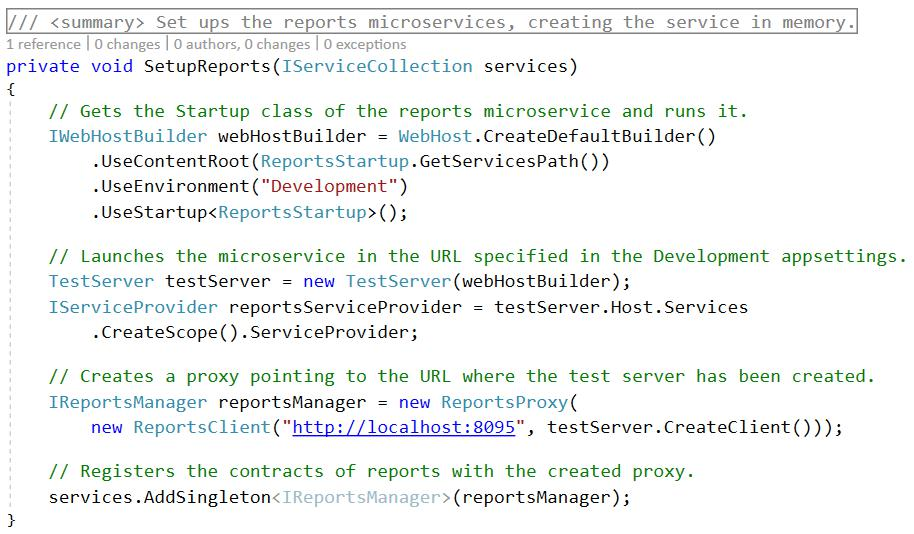 /// <summary> Set ups the reports microservices, creating the service in memory.
1 reference | 0 changes | 0 authors, 0 changes | 0 exceptions
private void SetupReports(IServiceCollection services)
{
    // Gets the Startup class of the reports microservice and runs it.
    IWebHostBuilder webHostBuilder = WebHost.CreateDefaultBuilder()
        .UseContentRoot(ReportsStartup.GetServicesPath())
        .UseEnvironment("Development")
        .UseStartup<ReportsStartup>();
    // Launches the microservice in the URL specified in the Development appsettings.
    TestServer testServer = new TestServer(webHostBuilder);
    IServiceProvider reportsServiceProvider = testServer.Host.Services
        .CreateScope().ServiceProvider;
    // Creates a proxy pointing to the URL where the test server has been created.
    IReportsManager reportsManager = new ReportsProxy(
        new ReportsClient("http://localhost:8095", testServer.CreateClient()));
    // Registers the contracts of reports with the created proxy.
    services.AddSingleton<IReportsManager>(reportsManager);
}